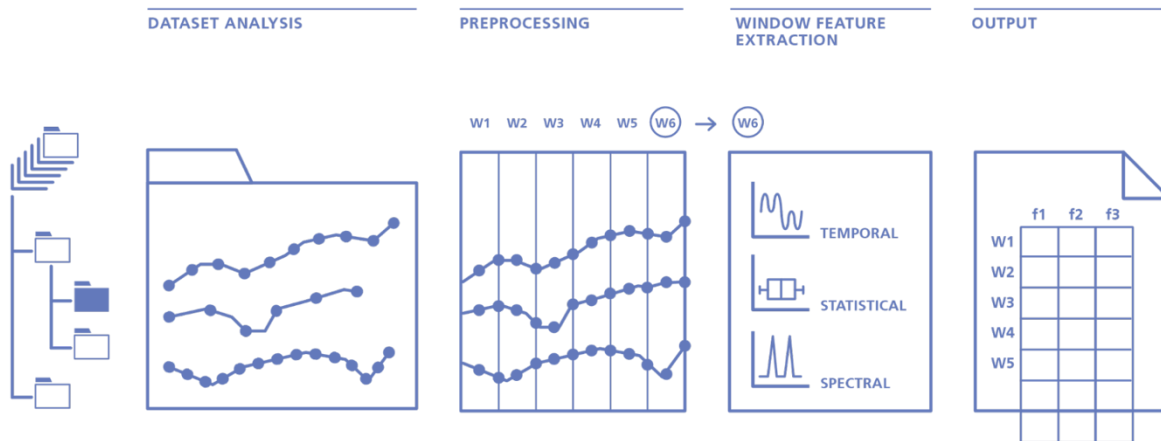 DATASET ANALYSIS
PREPROCESSING
WINDOW FEATURE
EXTRACTION
OUTPUT
W1 W2 W3 W4 W5 W6 → W6
TEMPORAL
STATISTICAL
SPECTRAL
f1 f2 f3
W1
W2
W3
W4
W5